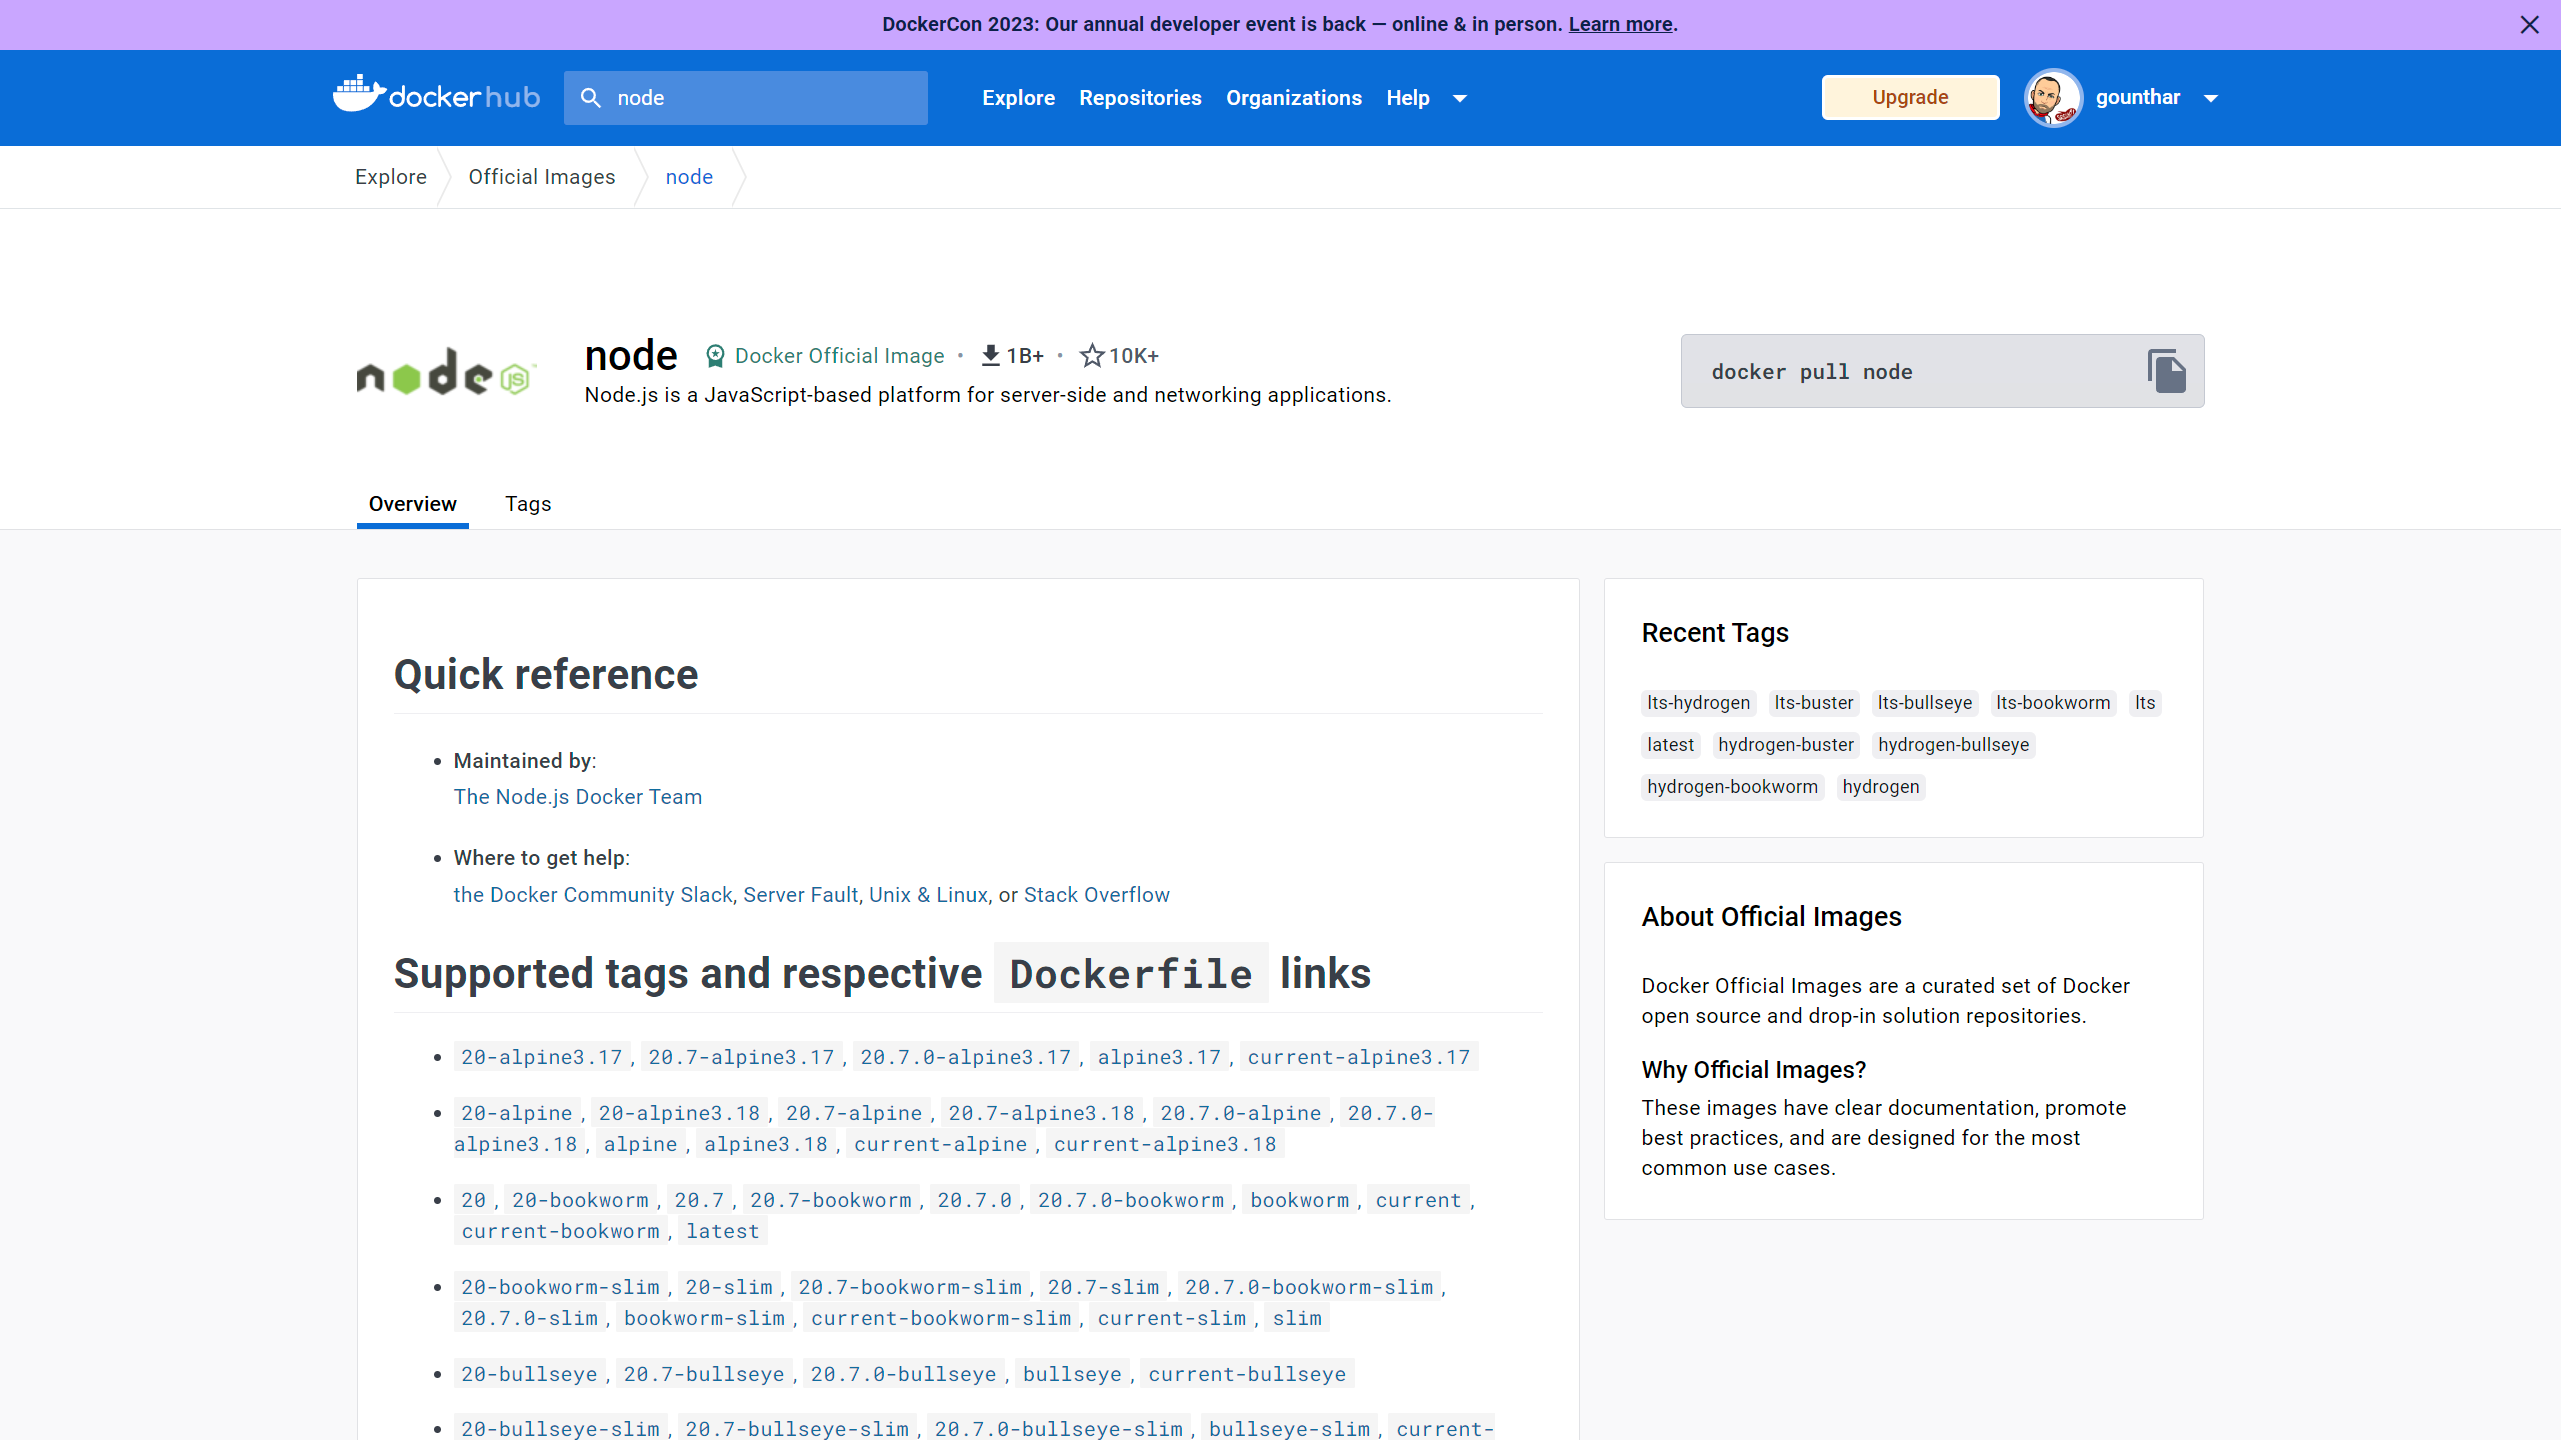 DockerCon 2023: Our annual developer event is back — online & in person. Learn more.
dockerhub
node
Explore Repositories Organizations Help
Upgrade
gounthar
Explore Official Images node
node JS ™
node Docker Official Image • 1B+ • 10K+
Node.js is a JavaScript-based platform for server-side and networking applications.
docker pull node
Overview Tags
Quick reference
• Maintained by:
The Node.js Docker Team
• Where to get help:
the Docker Community Slack, Server Fault, Unix & Linux, or Stack Overflow
Supported tags and respective Dockerfile links
• 20-alpine3.17, 20.7-alpine3.17, 20.7.0-alpine3.17, alpine3.17, current-alpine3.17
• 20-alpine, 20-alpine3.18, 20.7-alpine, 20.7-alpine3.18, 20.7.0-alpine, 20.7.0-
alpine3.18, alpine, alpine3.18, current-alpine, current-alpine3.18
• 20, 20-bookworm, 20.7, 20.7-bookworm, 20.7.0, 20.7.0-bookworm, bookworm, current,
current-bookworm, latest
• 20-bookworm-slim, 20-slim, 20.7-bookworm-slim, 20.7-slim, 20.7.0-bookworm-slim,
20.7.0-slim, bookworm-slim, current-bookworm-slim, current-slim, slim
• 20-bullseye, 20.7-bullseye, 20.7.0-bullseye, bullseye, current-bullseye
• 20-bullseye-slim, 20.7-bullseye-slim, 20.7.0-bullseye-slim, bullseye-slim, current-
Recent Tags
lts-hydrogen lts-buster lts-bullseye lts-bookworm lts
latest hydrogen-buster hydrogen-bullseye
hydrogen-bookworm hydrogen
About Official Images
Docker Official Images are a curated set of Docker
open source and drop-in solution repositories.
Why Official Images?
These images have clear documentation, promote
best practices, and are designed for the most
common use cases.